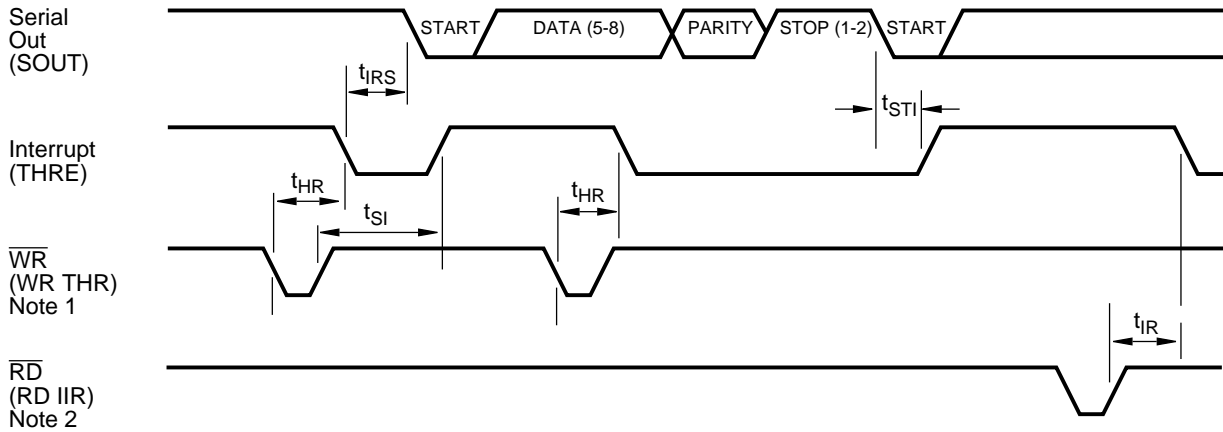 Serial
Out
(SOUT)
START
DATA (5-8)
PARITY
STOP (1-2)
START
tIRS
tSTI
Interrupt
(THRE)
tHR
tSI
tHR
WR
(WR THR)
Note 1
tIR
RD
(RD IIR)
Note 2